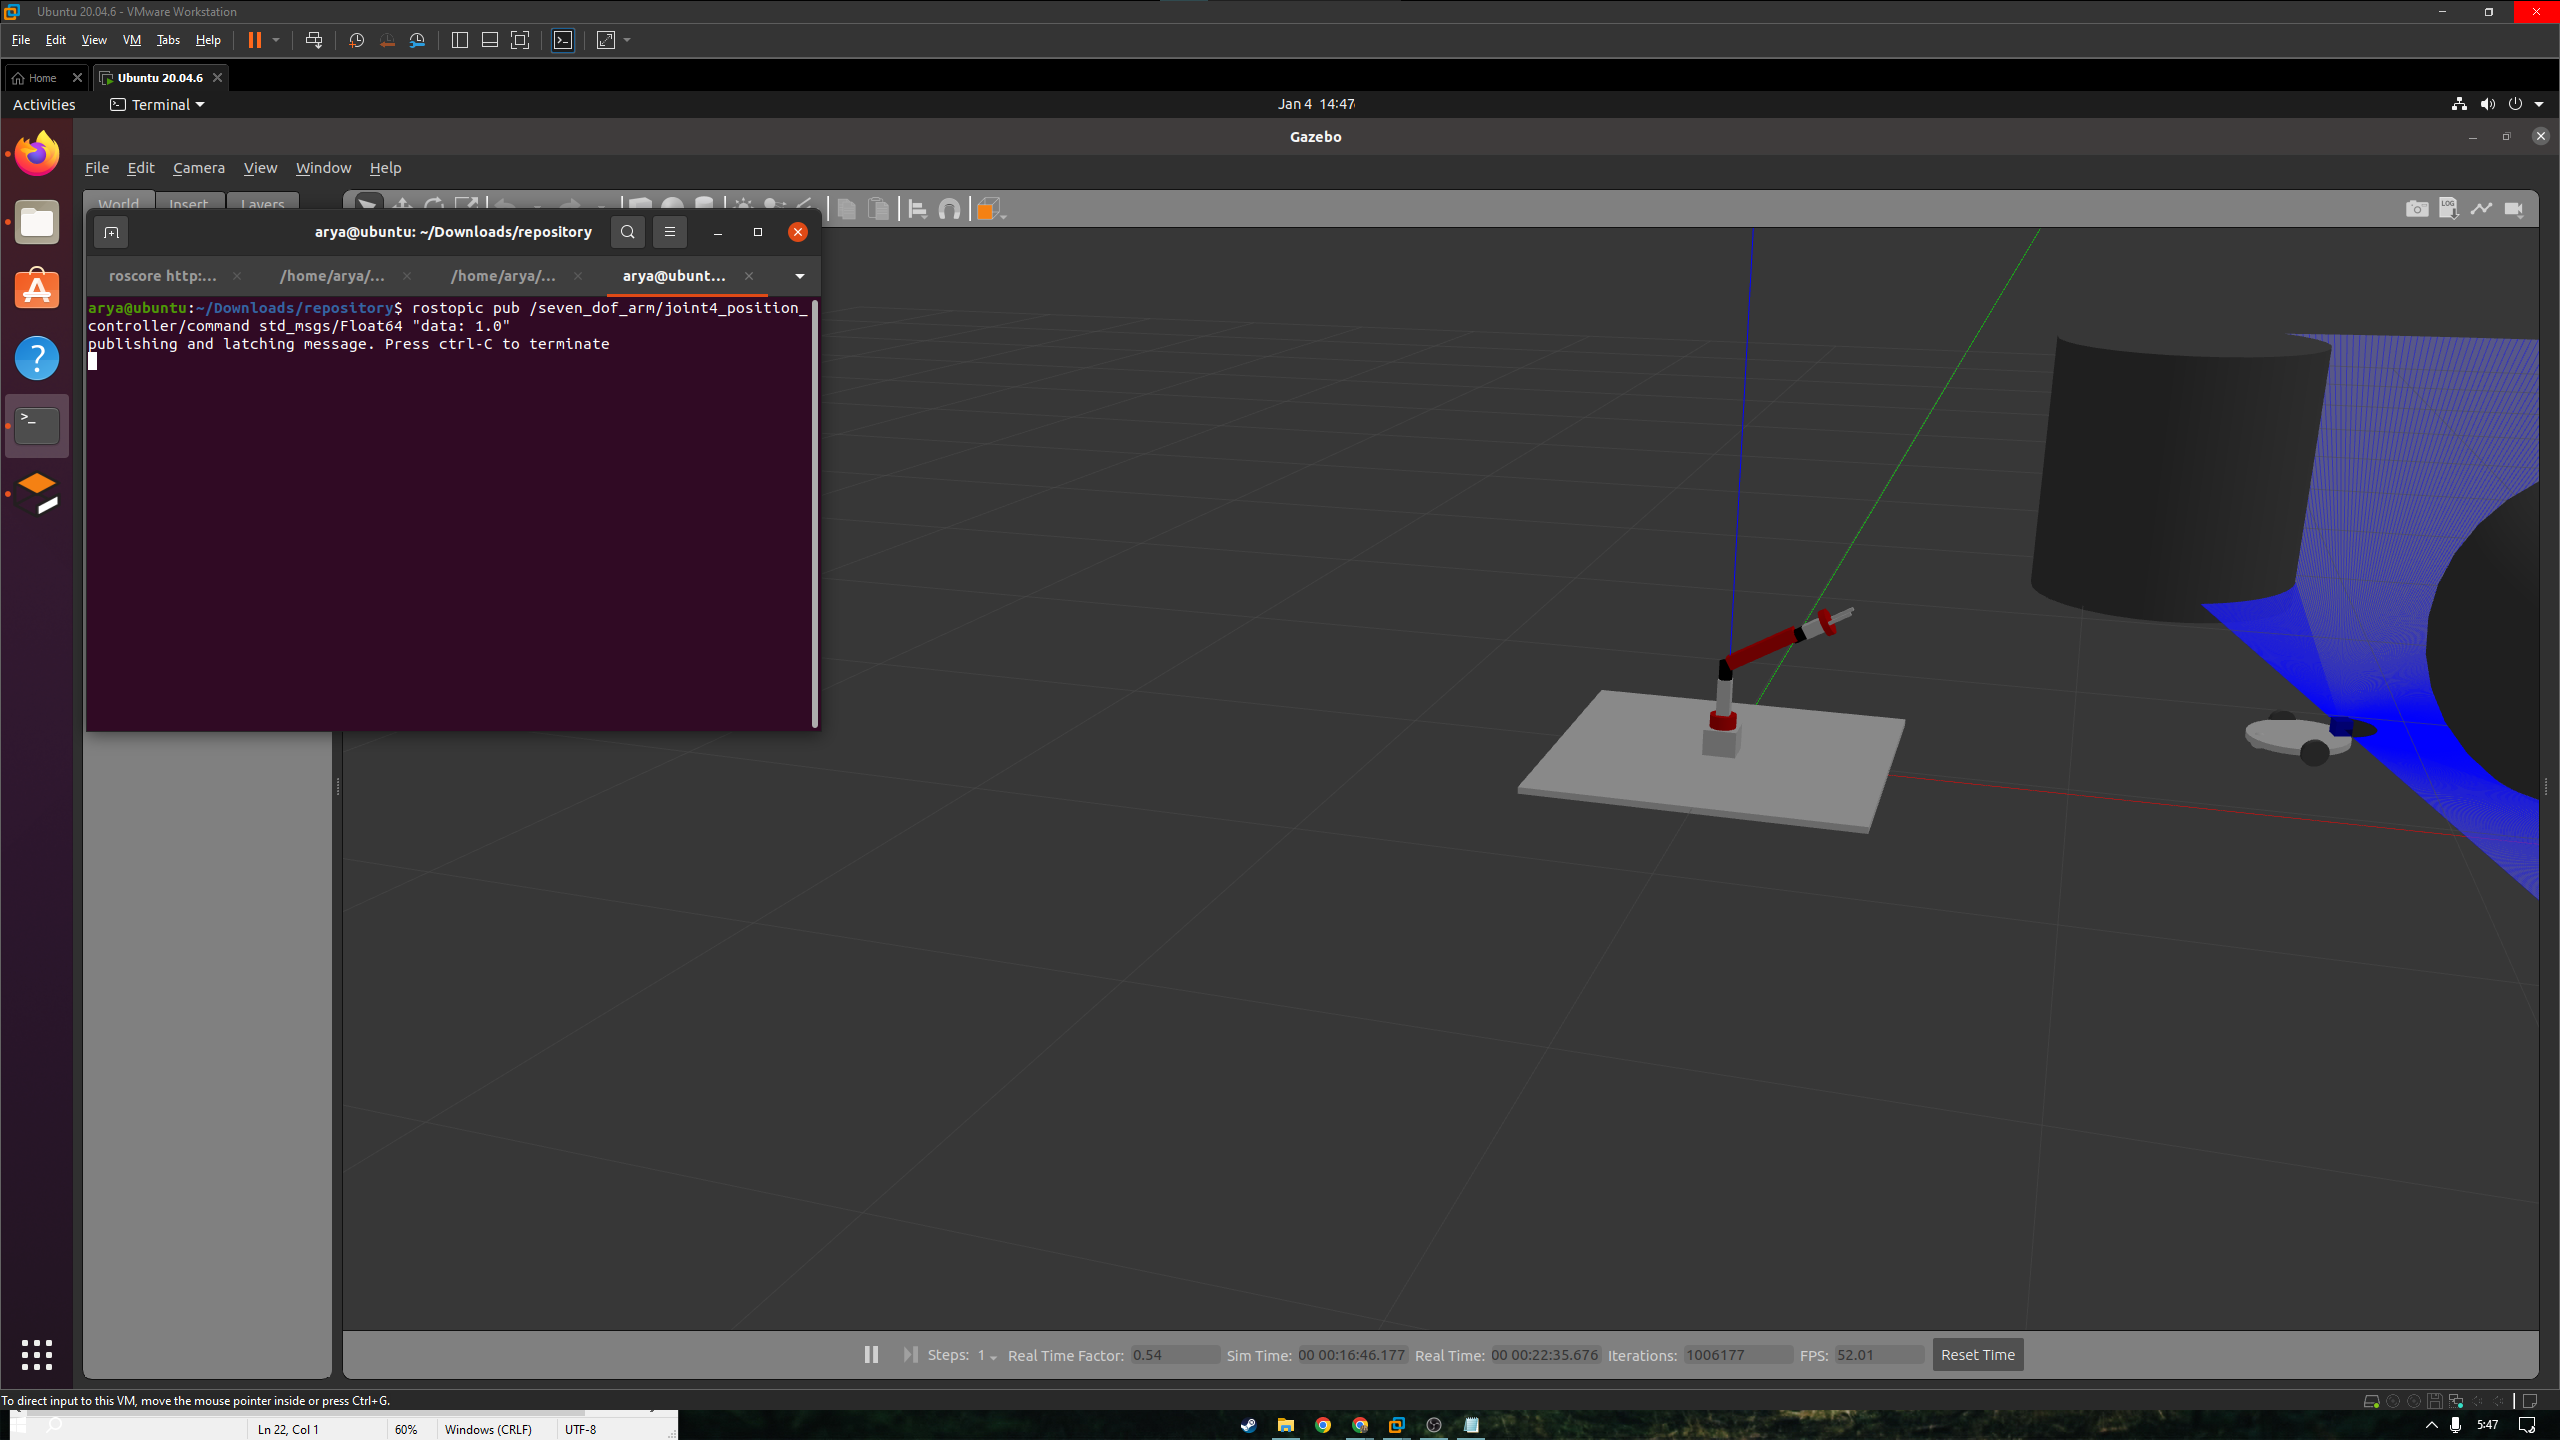 Ubuntu 20.04.6 - VMware Workstation
File Edit View VM Tabs Help
Home Ubuntu 20.04.6
Activities Terminal Jan 4 14:47
Gazebo
File Edit Camera View Window Help
World Insert Layers
arya@ubuntu: ~/Downloads/repository
roscore http:... /home/arya/... /home/arya/... arya@ubunt...
arya@ubuntu:~/Downloads/repository$ rostopic pub /seven_dof_arm/joint4_position_
controller/command std_msgs/Float64 "data: 1.0"
publishing and latching message. Press ctrl-C to terminate
LOG
Steps: 1 Real Time Factor: 0.54 Sim Time: 00 00:16:46.177 Real Time: 00 00:22:35.676 Iterations: 1006177 FPS: 52.01 Reset Time
To direct input to this VM, move the mouse pointer inside or press Ctrl+G.
Ln 22, Col 1 60% Windows (CRLF) UTF-8
5:47